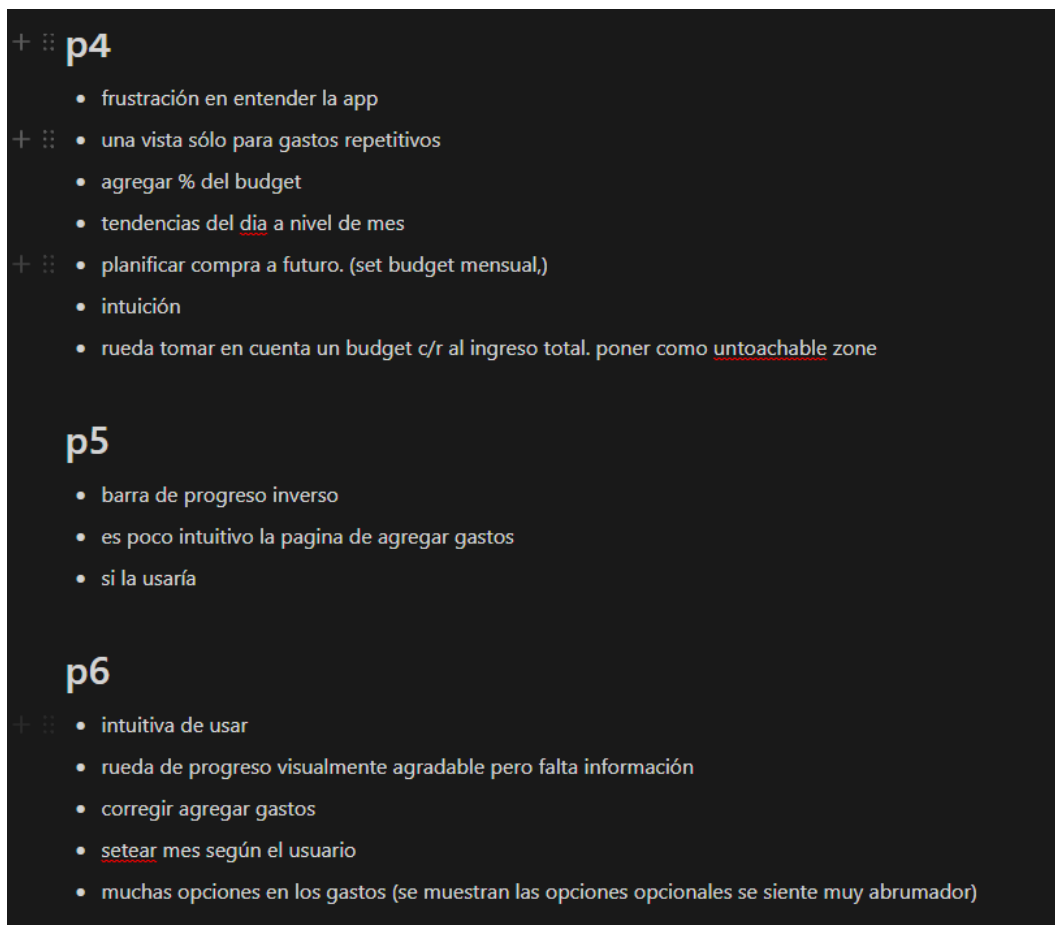 p4
frustración en entender la app
una vista sólo para gastos repetitivos
agregar % del budget
tendencias del dia a nivel de mes
planificar compra a futuro. (set budget mensual,)
intuición
rueda tomar en cuenta un budget c/r al ingreso total. poner como untoachable zone
p5
barra de progreso inverso
es poco intuitivo la pagina de agregar gastos
si la usaría
p6
intuitiva de usar
rueda de progreso visualmente agradable pero falta información
corregir agregar gastos
setear mes según el usuario
muchas opciones en los gastos (se muestran las opciones opcionales se siente muy abrumador)